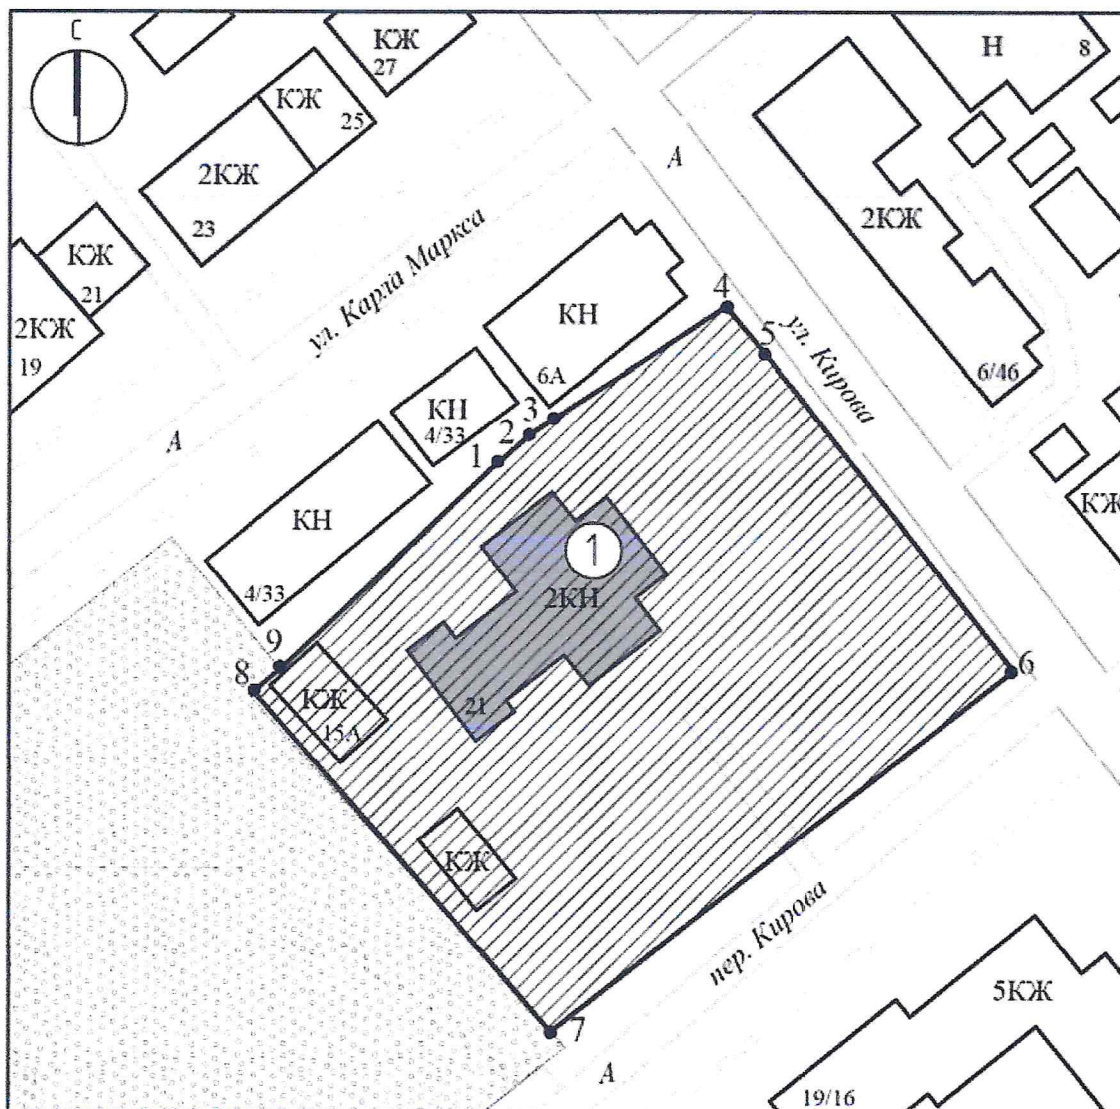 С
КЖ
27
Н
8
КЖ
25
2КЖ
23
А
КЖ
21
2КЖ
19
ул. Карла Маркса
2КЖ
6/46
КН
6А
4
5
ул. Кирова
КН
4/33
3
2
1
А
КН
4/33
КЖ
1
2КН
21
9
8
КЖ
15А
6
КЖ
пер. Кирова
7
А
5КЖ
19/16